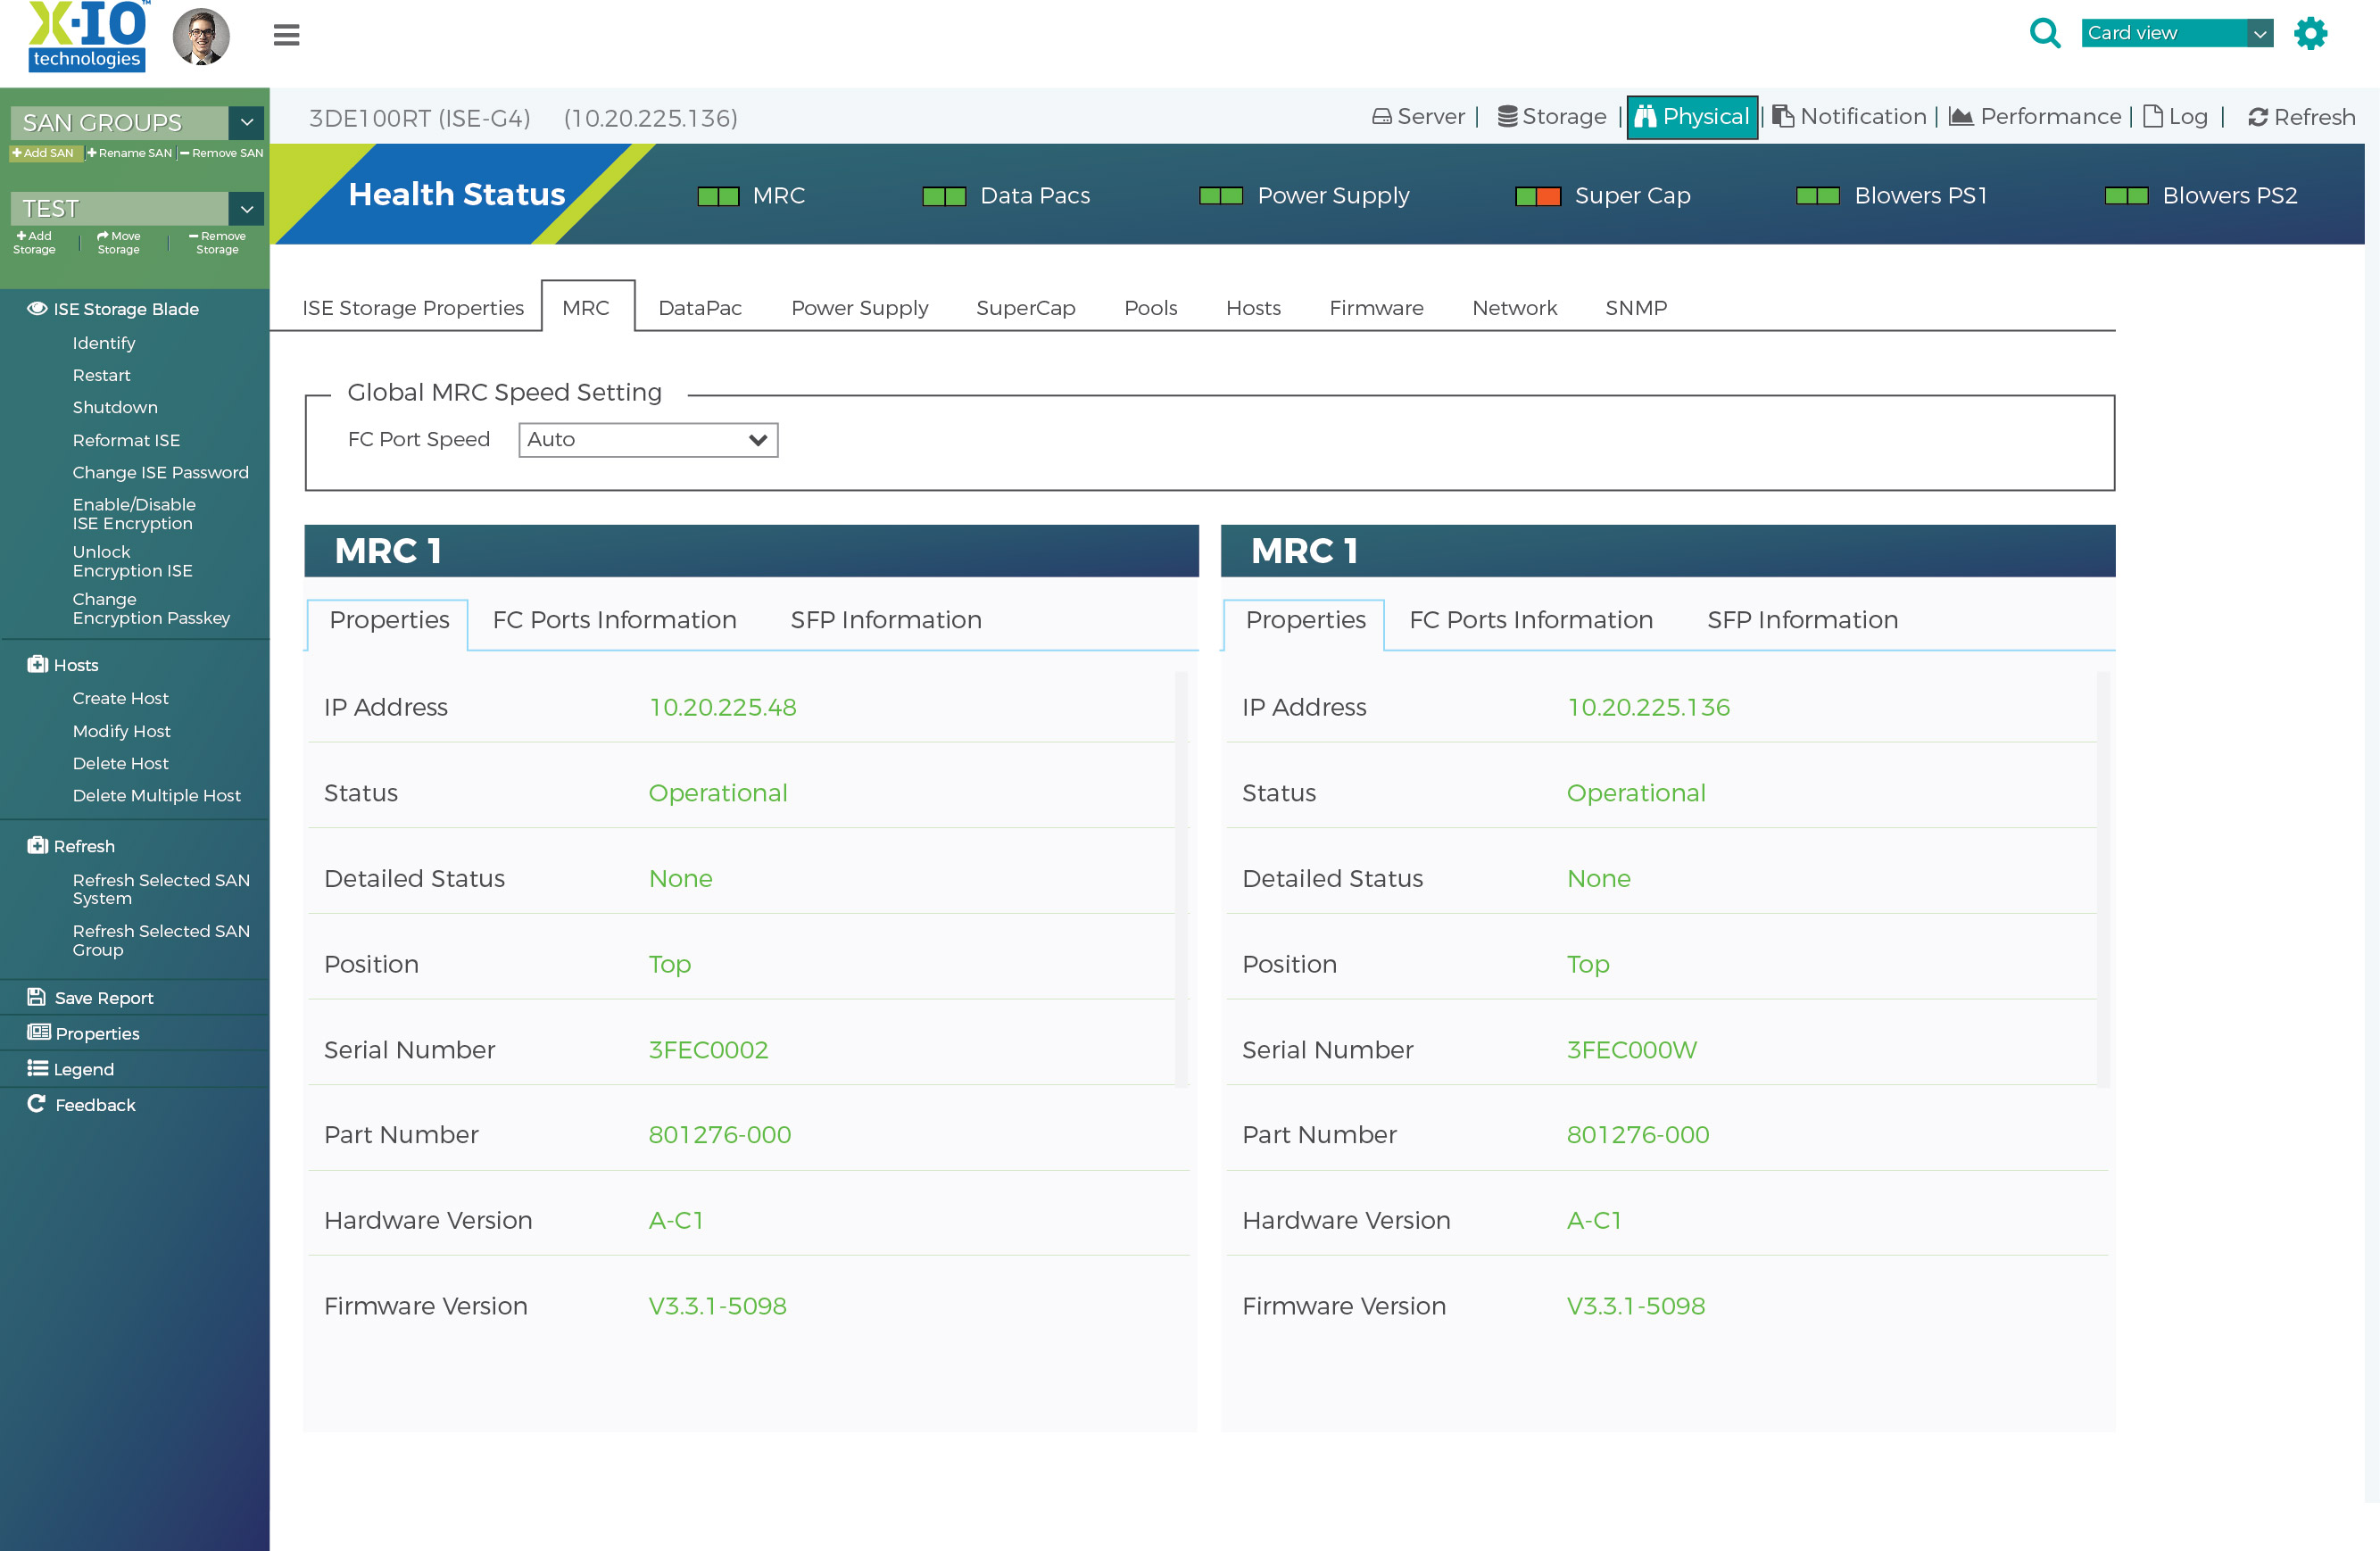 X-IO™
technologies
Card view
SAN GROUPS
Add SAN
Rename SAN
Remove SAN
TEST
Add
Storage
Move
Storage
Remove
Storage
ISE Storage Blade
Identify
Restart
Shutdown
Reformat ISE
Change ISE Password
Enable/Disable
ISE Encryption
Unlock
Encryption ISE
Change
Encryption Passkey
Hosts
Create Host
Modify Host
Delete Host
Delete Multiple Host
Refresh
Refresh Selected SAN
System
Refresh Selected SAN
Group
Save Report
Properties
Legend
Feedback
3DE100RT (ISE-G4) (10.20.225.136)
Server | Storage | Physical | Notification | Performance | Log | Refresh
Health Status
MRC
Data Pacs
Power Supply
Super Cap
Blowers PS1
Blowers PS2
ISE Storage Properties
MRC
DataPac
Power Supply
SuperCap
Pools
Hosts
Firmware
Network
SNMP
Global MRC Speed Setting
FC Port Speed Auto
MRC 1
Properties FC Ports Information SFP Information
IP Address 10.20.225.48
Status Operational
Detailed Status None
Position Top
Serial Number 3FEC0002
Part Number 801276-000
Hardware Version A-C1
Firmware Version V3.3.1-5098
MRC 1
Properties FC Ports Information SFP Information
IP Address 10.20.225.136
Status Operational
Detailed Status None
Position Top
Serial Number 3FEC000W
Part Number 801276-000
Hardware Version A-C1
Firmware Version V3.3.1-5098